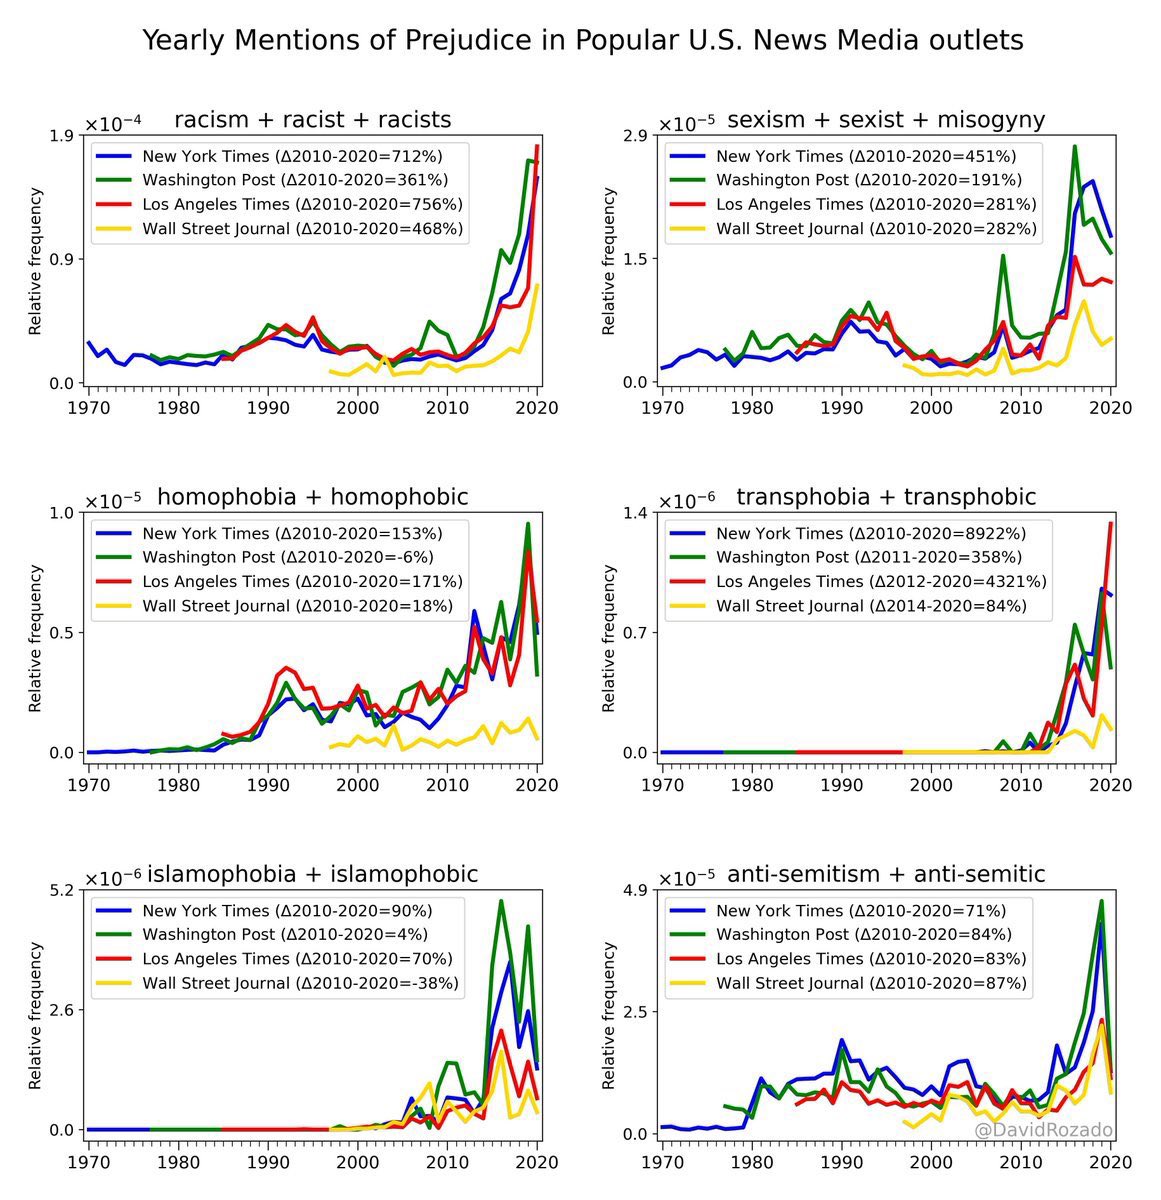 Yearly Mentions of Prejudice in Popular U.S. News Media outlets
×10⁻⁴ racism + racist + racists
1.9
0.9
0.0
Relative frequency
New York Times (Δ2010-2020=712%)
Washington Post (Δ2010-2020=361%)
Los Angeles Times (Δ2010-2020=756%)
Wall Street Journal (Δ2010-2020=468%)
1970 1980 1990 2000 2010 2020
×10⁻⁵ sexism + sexist + misogyny
2.9
1.5
0.0
Relative frequency
New York Times (Δ2010-2020=451%)
Washington Post (Δ2010-2020=191%)
Los Angeles Times (Δ2010-2020=281%)
Wall Street Journal (Δ2010-2020=282%)
1970 1980 1990 2000 2010 2020
×10⁻⁵ homophobia + homophobic
1.0
0.5
0.0
Relative frequency
New York Times (Δ2010-2020=153%)
Washington Post (Δ2010-2020=-6%)
Los Angeles Times (Δ2010-2020=171%)
Wall Street Journal (Δ2010-2020=18%)
1970 1980 1990 2000 2010 2020
×10⁻⁶ transphobia + transphobic
1.4
0.7
0.0
Relative frequency
New York Times (Δ2010-2020=8922%)
Washington Post (Δ2011-2020=358%)
Los Angeles Times (Δ2012-2020=4321%)
Wall Street Journal (Δ2014-2020=84%)
1970 1980 1990 2000 2010 2020
×10⁻⁶ islamophobia + islamophobic
5.2
2.6
0.0
Relative frequency
New York Times (Δ2010-2020=90%)
Washington Post (Δ2010-2020=4%)
Los Angeles Times (Δ2010-2020=70%)
Wall Street Journal (Δ2010-2020=-38%)
1970 1980 1990 2000 2010 2020
×10⁻⁵ anti-semitism + anti-semitic
4.9
2.5
0.0
Relative frequency
New York Times (Δ2010-2020=71%)
Washington Post (Δ2010-2020=84%)
Los Angeles Times (Δ2010-2020=83%)
Wall Street Journal (Δ2010-2020=87%)
@DavidRozado
1970 1980 1990 2000 2010 2020